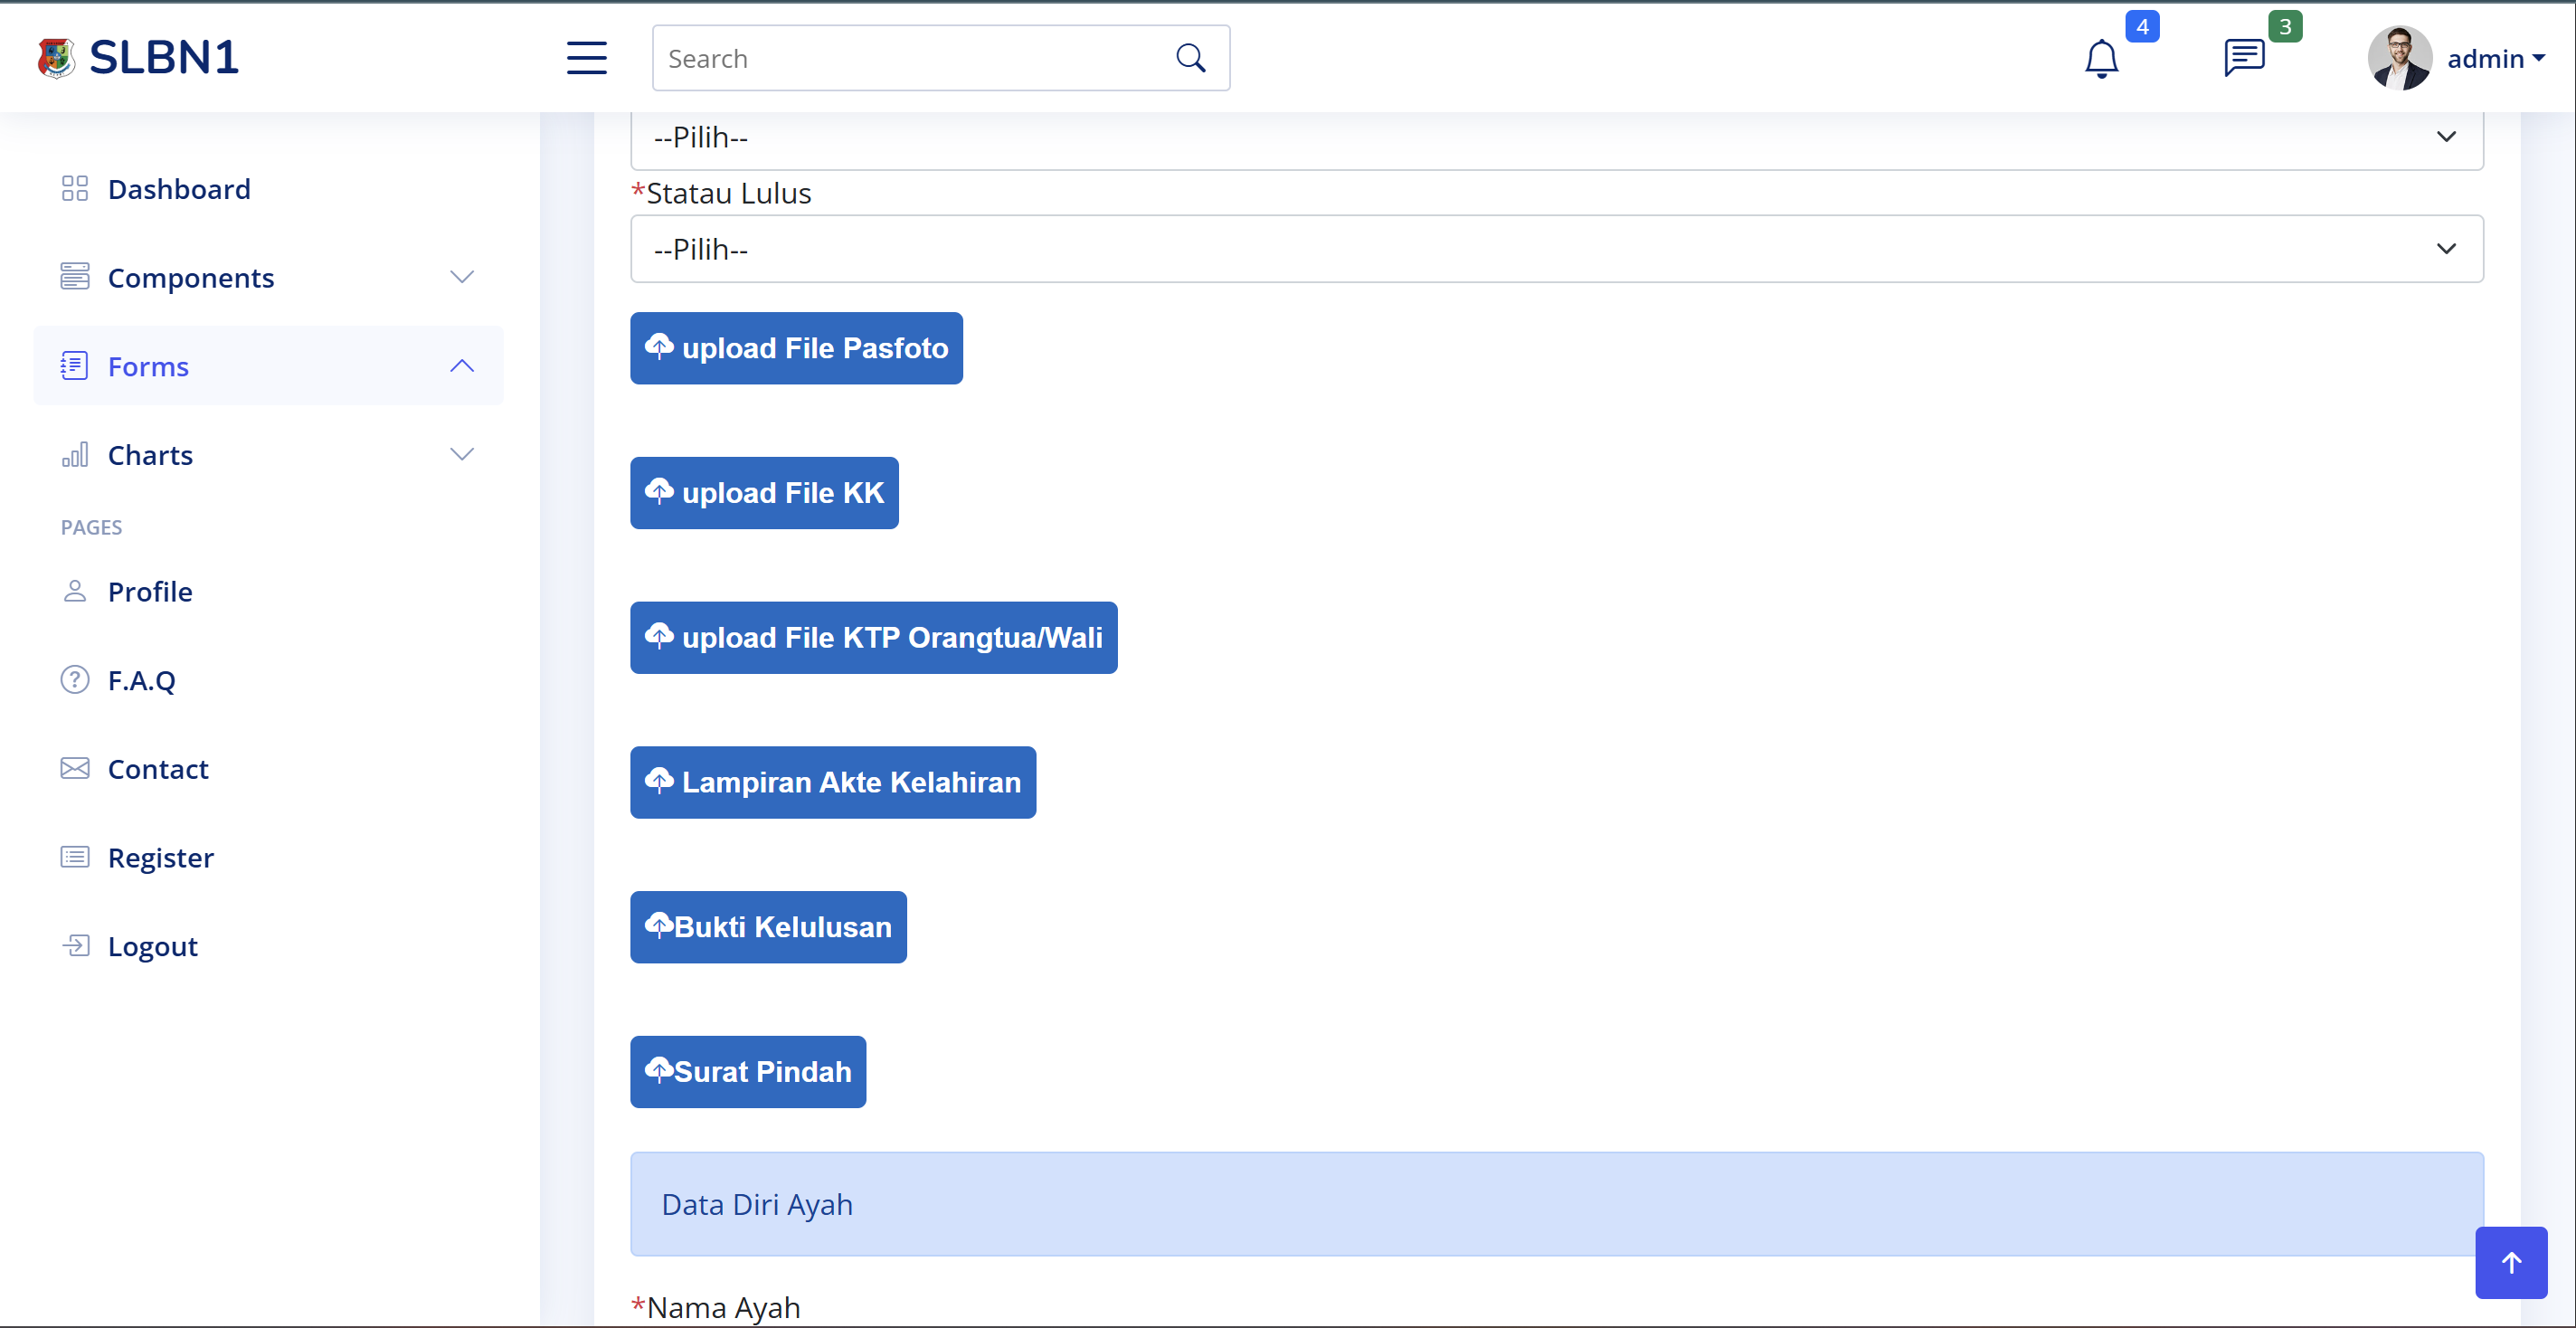 SLBN1
Search
4
3
admin
Dashboard
Components
Forms
Charts
PAGES
Profile
F.A.Q
Contact
Register
Logout
--Pilih--
*Statau Lulus
--Pilih--
upload File Pasfoto
upload File KK
upload File KTP Orangtua/Wali
Lampiran Akte Kelahiran
Bukti Kelulusan
Surat Pindah
Data Diri Ayah
*Nama Ayah